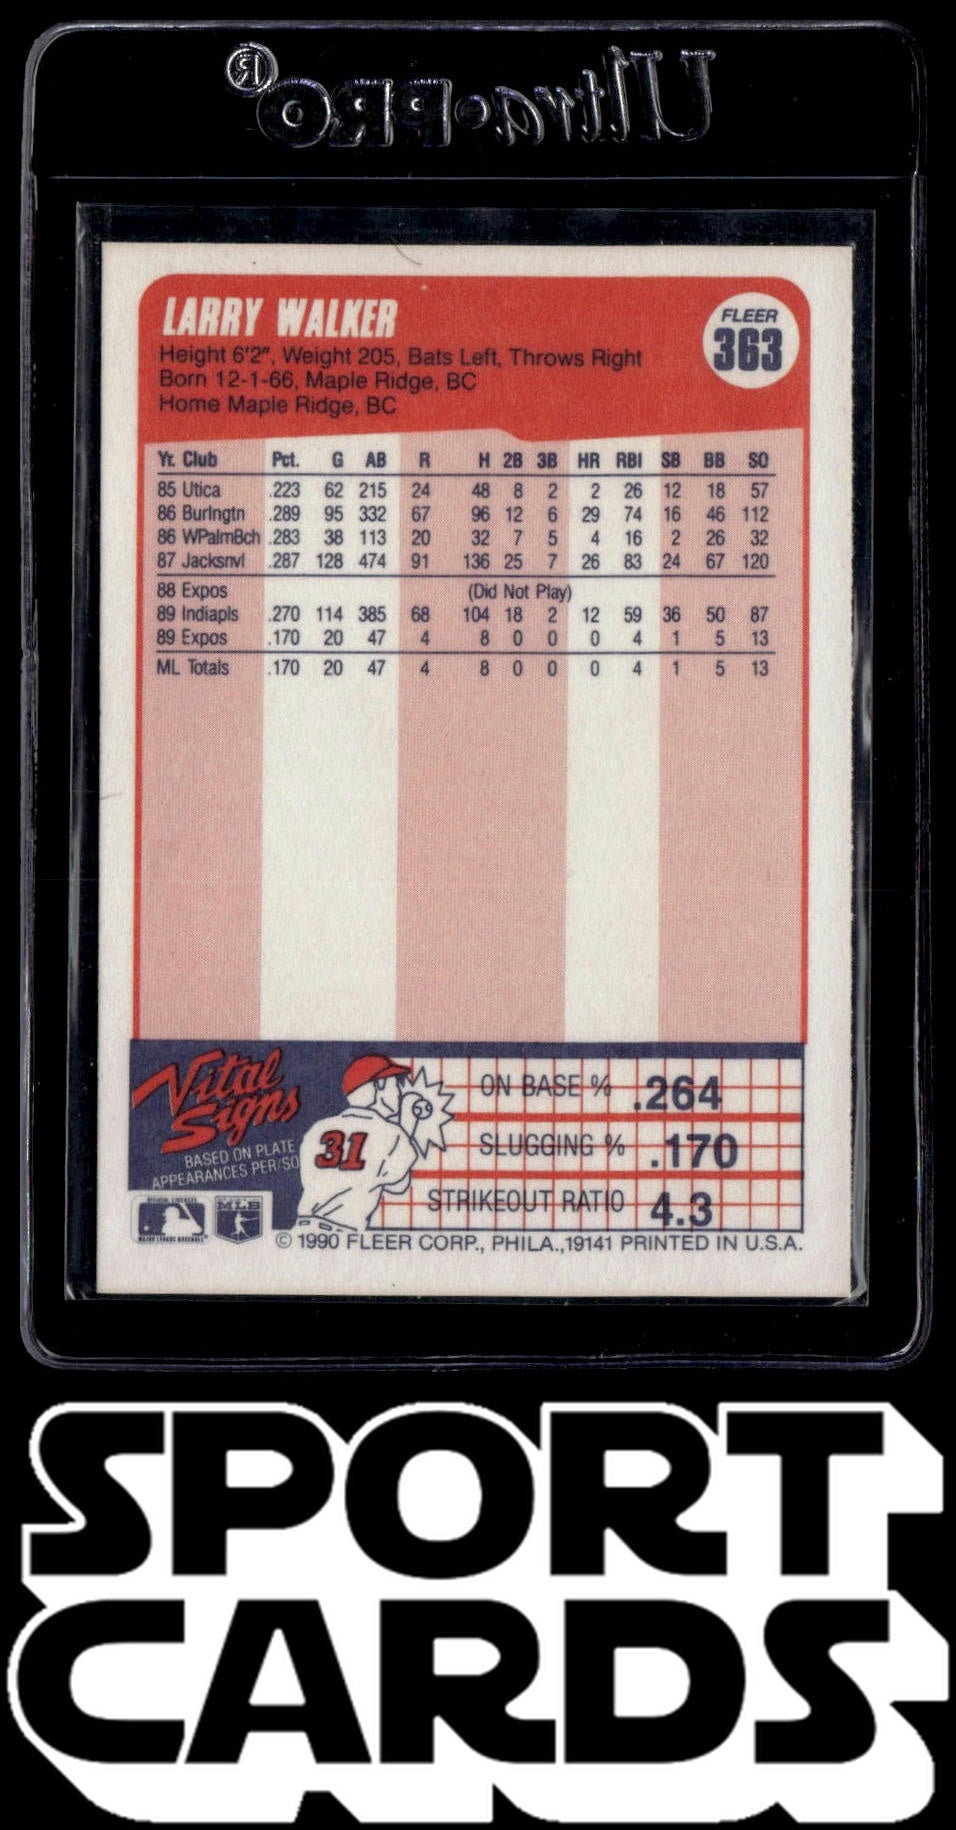 Ultra•PRO®
LARRY WALKER
FLEER
363
Height 6'2", Weight 205, Bats Left, Throws Right
Born 12-1-66, Maple Ridge, BC
Home Maple Ridge, BC
Yr. Club Pct. G AB R H 2B 3B HR RBI SB BB SO
85 Utica .223 62 215 24 48 8 2 2 26 12 18 57
86 Burlngtn .289 95 332 67 96 12 6 29 74 16 46 112
86 WPalmBch .283 38 113 20 32 7 5 4 16 2 26 32
87 Jacksnvl .287 128 474 91 136 25 7 26 83 24 67 120
88 Expos (Did Not Play)
89 Indiapls .270 114 385 68 104 18 2 12 59 36 50 87
89 Expos .170 20 47 4 8 0 0 0 4 1 5 13
ML Totals .170 20 47 4 8 0 0 0 4 1 5 13
Vital
Signs
BASED ON PLATE
APPEARANCES PER/SO
31
ON BASE % .264
SLUGGING % .170
STRIKEOUT RATIO 4.3
OFFICIAL LICENSEE
MAJOR LEAGUE BASEBALL
MLB
© 1990 FLEER CORP., PHILA.,19141 PRINTED IN U.S.A.
SPORT
CARDS